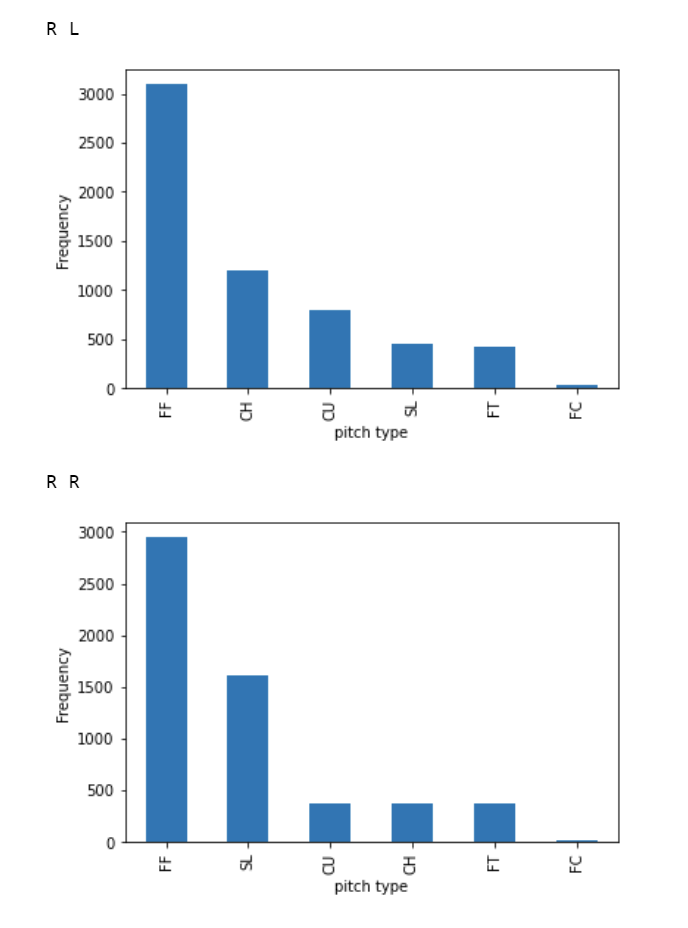 R L
3000
2500
2000
1500
1000
500
0
Frequency
FF CH CU SL FT FC
pitch type
R R
3000
2500
2000
1500
1000
500
0
Frequency
FF SL CU CH FT FC
pitch type